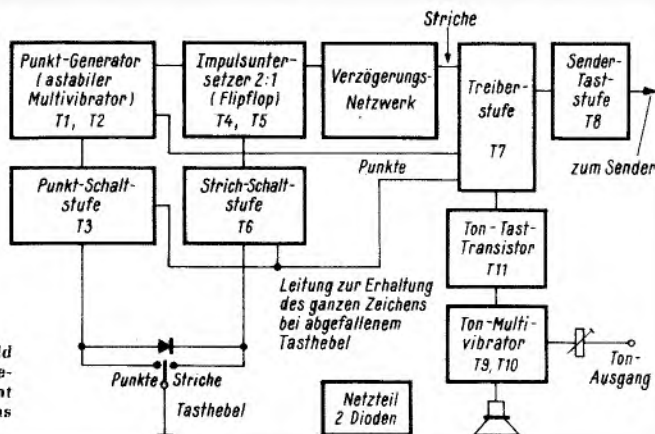 Striche
Punkt-Generator
(astabiler
Multivibrator)
T1, T2
Impulsunter-
setzer 2:1
(Flipflop)
T4, T5
Verzögerungs-
Netzwerk
Treiber-
stufe
T7
Sender-
Tast-
stufe
T8
zum Sender
Punkte
Punkt-Schalt-
stufe
T3
Strich-Schalt-
stufe
T6
Ton-Tast-
Transistor
T11
Leitung zur Erhaltung
des ganzen Zeichens
bei abgefallenem
Tasthebel
Ton-Multi-
vibrator
T9, T10
Ton-
Ausgang
Punkte Striche
Tasthebel
Netzteil
2 Dioden